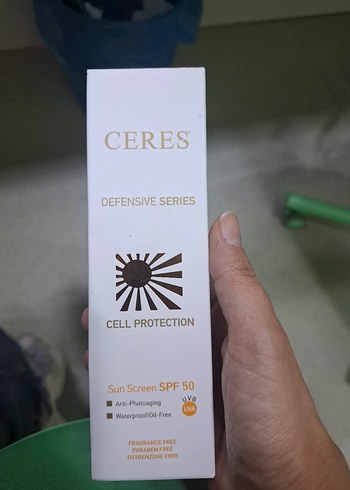 CERES
DEFENSIVE SERIES
CELL PROTECTION
Sun Screen SPF 50
Anti-Photoaging
Waterproof/Oil-Free
UVB
UVA
FRAGRANCE FREE
PARABEN FREE
OXYBENZONE FREE